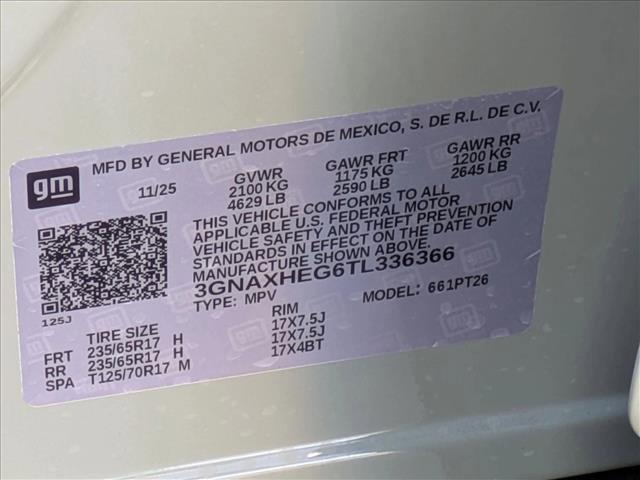 gm
MFD BY GENERAL MOTORS DE MEXICO, S. DE R.L. DE C.V.
11/25 GVWR GAWR FRT GAWR RR
2100 KG 1175 KG 1200 KG
4629 LB 2590 LB 2645 LB
THIS VEHICLE CONFORMS TO ALL
APPLICABLE U.S. FEDERAL MOTOR
VEHICLE SAFETY AND THEFT PREVENTION
STANDARDS IN EFFECT ON THE DATE OF
MANUFACTURE SHOWN ABOVE.
3GNAXHEG6TL336366
TYPE: MPV MODEL: 661PT26
125J
TIRE SIZE RIM
FRT 235/65R17 H 17X7.5J
RR 235/65R17 H 17X7.5J
SPA T125/70R17 M 17X4BT